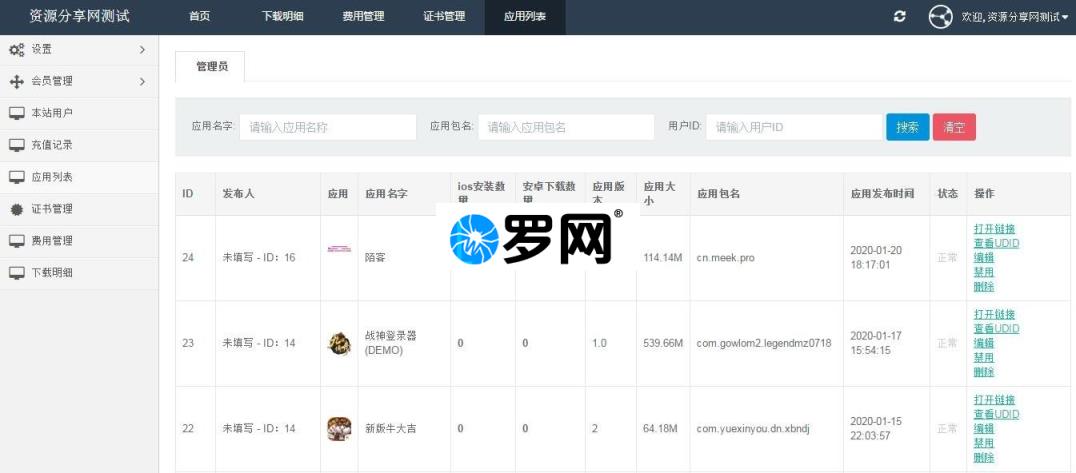 资源分享网测试 首页 下载明细 费用管理 证书管理 应用列表 欢迎, 资源分享网测试
设置
会员管理
本站用户
充值记录
应用列表
证书管理
费用管理
下载明细
管理员
应用名字: 请输入应用名称 应用包名: 请输入应用包名 用户ID: 请输入用户ID 搜索 清空
ID 发布人 应用 应用名字 ios安装数量 安卓下载数量 应用版本 应用大小 应用包名 应用发布时间 状态 操作
罗网®
24 未填写 - ID：16 陌客 114.14M cn.meek.pro 2020-01-20 18:17:01 正常
打开链接
查看UDID
编辑
禁用
删除
23 未填写 - ID：14 战神登录器(DEMO) 0 0 1.0 539.66M com.gowlom2.legendmz0718 2020-01-17 15:54:15 正常
打开链接
查看UDID
编辑
禁用
删除
22 未填写 - ID：14 新版牛大吉 0 0 2 64.18M com.yuexinyou.dn.xbndj 2020-01-15 22:03:57 正常
打开链接
查看UDID
编辑
禁用
删除